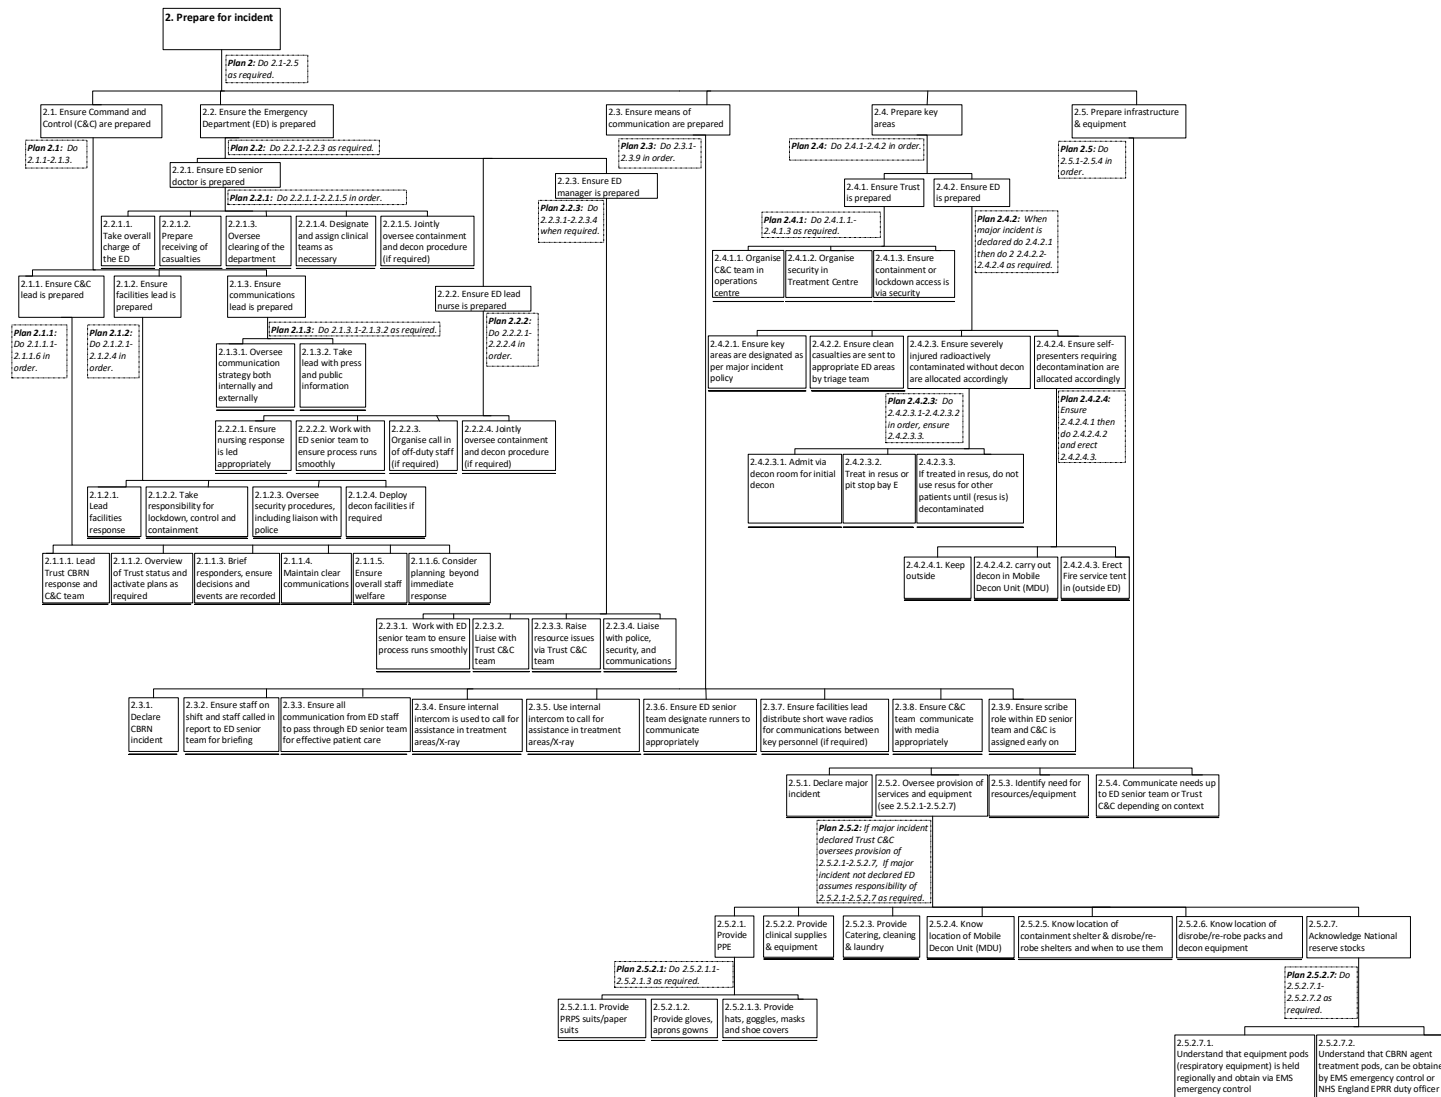 2. Prepare for incident
Plan 2: Do 2.1-2.5
as required.
2.1. Ensure Command and
Control (C&C) are prepared
2.2. Ensure the Emergency
Department (ED) is prepared
2.3. Ensure means of
communication are prepared
2.4. Prepare key
areas
2.5. Prepare infrastructure
& equipment
Plan 2.1: Do
2.1.1-2.1.3.
Plan 2.2: Do 2.2.1-2.2.3 as required.
Plan 2.3: Do 2.3.1-
2.3.9 in order.
Plan 2.4: Do 2.4.1-2.4.2 in order.
Plan 2.5: Do
2.5.1-2.5.4 in
order.
2.2.1. Ensure ED senior
doctor is prepared
2.2.3. Ensure ED
manager is prepared
2.4.1. Ensure Trust
is prepared
2.4.2. Ensure ED
is prepared
Plan 2.2.1: Do 2.2.1.1-2.2.1.5 in order.
Plan 2.2.3: Do
2.2.3.1-2.2.3.4
when required.
Plan 2.4.1: Do 2.4.1.1.-
2.4.1.3 as required.
Plan 2.4.2: When
major incident is
declared do 2.4.2.1
then do 2 2.4.2.2-
2.4.2.4 as required.
2.2.1.1.
Take overall
charge of
the ED
2.2.1.2.
Prepare
receiving of
casualties
2.2.1.3.
Oversee
clearing of the
department
2.2.1.4. Designate
and assign clinical
teams as
necessary
2.2.1.5. Jointly
oversee containment
and decon procedure
(if required)
2.4.1.1. Organise
C&C team in
operations
centre
2.4.1.2. Organise
security in
Treatment Centre
2.4.1.3. Ensure
containment or
lockdown access is
via security
2.1.1. Ensure C&C
lead is prepared
2.1.2. Ensure
facilities lead is
prepared
2.1.3. Ensure
communications
lead is prepared
2.2.2. Ensure ED lead
nurse is prepared
Plan 2.1.1:
Do 2.1.1.1-
2.1.1.6 in
order.
Plan 2.1.2:
Do 2.1.2.1-
2.1.2.4 in
order.
Plan 2.1.3: Do 2.1.3.1-2.1.3.2 as required.
Plan 2.2.2:
Do 2.2.2.1-
2.2.2.4 in
order.
2.1.3.1. Oversee
communication
strategy both
internally and
externally
2.1.3.2. Take
lead with press
and public
information
2.4.2.1. Ensure key
areas are designated as
per major incident
policy
2.4.2.2. Ensure clean
casualties are sent to
appropriate ED areas
by triage team
2.4.2.3. Ensure severely
injured radioactively
contaminated without decon
are allocated accordingly
2.4.2.4. Ensure self-
presenters requiring
decontamination are
allocated accordingly
Plan 2.4.2.3: Do
2.4.2.3.1-2.4.2.3.2
in order, ensure
2.4.2.3.3.
Plan 2.4.2.4:
Ensure
2.4.2.4.1 then
do 2.4.2.4.2
and erect
2.4.2.4.3.
2.2.2.1. Ensure
nursing response
is led
appropriately
2.2.2.2. Work with
ED senior team to
ensure process runs
smoothly
2.2.2.3.
Organise call in
of off-duty staff
(if required)
2.2.2.4. Jointly
oversee containment
and decon procedure
(if required)
2.4.2.3.1. Admit via
decon room for initial
decon
2.4.2.3.2.
Treat in resus or
pit stop bay E
2.4.2.3.3.
If treated in resus, do not
use resus for other
patients until (resus is)
decontaminated
2.1.2.1.
Lead
facilities
response
2.1.2.2. Take
responsibility for
lockdown, control and
containment
2.1.2.3. Oversee
security procedures,
including liaison with
police
2.1.2.4. Deploy
decon facilities if
required
2.1.1.1. Lead
Trust CBRN
response and
C&C team
2.1.1.2. Overview
of Trust status and
activate plans as
required
2.1.1.3. Brief
responders, ensure
decisions and
events are recorded
2.1.1.4.
Maintain clear
communications
2.1.1.5.
Ensure
overall staff
welfare
2.1.1.6. Consider
planning beyond
immediate
response
2.4.2.4.1. Keep
outside
2.4.2.4.2. carry out
decon in Mobile
Decon Unit (MDU)
2.4.2.4.3. Erect
Fire service tent
in (outside ED)
2.2.3.1. Work with ED
senior team to ensure
process runs smoothly
2.2.3.2.
Liaise with
Trust C&C
team
2.2.3.3. Raise
resource issues
via Trust C&C
team
2.2.3.4. Liaise
with police,
security, and
communications
2.3.1.
Declare
CBRN
incident
2.3.2. Ensure staff on
shift and staff called in
report to ED senior
team for briefing
2.3.3. Ensure all
communication from ED staff
to pass through ED senior team
for effective patient care
2.3.4. Ensure internal
intercom is used to call for
assistance in treatment
areas/X-ray
2.3.5. Use internal
intercom to call for
assistance in treatment
areas/X-ray
2.3.6. Ensure ED senior
team designate runners to
communicate
appropriately
2.3.7. Ensure facilities lead
distribute short wave radios
for communications between
key personnel (if required)
2.3.8. Ensure C&C
team communicate
with media
appropriately
2.3.9. Ensure scribe
role within ED senior
team and C&C is
assigned early on
2.5.1. Declare major
incident
2.5.2. Oversee provision of
services and equipment
(see 2.5.2.1-2.5.2.7)
2.5.3. Identify need for
resources/equipment
2.5.4. Communicate needs up
to ED senior team or Trust
C&C depending on context
Plan 2.5.2: If major incident
declared Trust C&C
oversees provision of
2.5.2.1-2.5.2.7, If major
incident not declared ED
assumes responsibility of
2.5.2.1-2.5.2.7 as required.
2.5.2.1.
Provide
PPE
2.5.2.2. Provide
clinical supplies
& equipment
2.5.2.3. Provide
Catering, cleaning
& laundry
2.5.2.4. Know
location of Mobile
Decon Unit (MDU)
2.5.2.5. Know location of
containment shelter & disrobe/re-
robe shelters and when to use them
2.5.2.6. Know location of
disrobe/re-robe packs and
decon equipment
2.5.2.7.
Acknowledge National
reserve stocks
Plan 2.5.2.1: Do 2.5.2.1.1-
2.5.2.1.3 as required.
Plan 2.5.2.7: Do
2.5.2.7.1-
2.5.2.7.2 as
required.
2.5.2.1.1. Provide
PRPS suits/paper
suits
2.5.2.1.2.
Provide gloves,
aprons gowns
2.5.2.1.3. Provide
hats, goggles, masks
and shoe covers
2.5.2.7.1.
Understand that equipment pods
(respiratory equipment) is held
regionally and obtain via EMS
emergency control
2.5.2.7.2.
Understand that CBRN agent
treatment pods, can be obtaine
by EMS emergency control or
NHS England EPRR duty officer